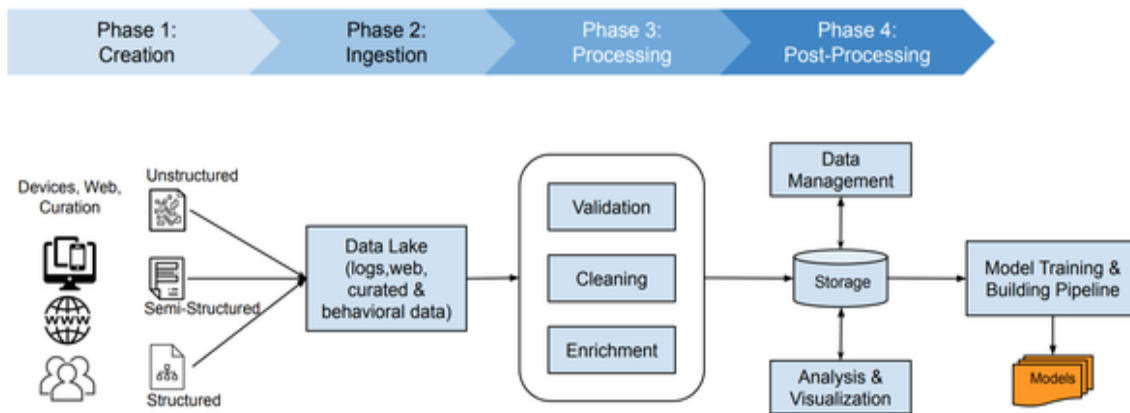 Phase 1:
Creation
Phase 2:
Ingestion
Phase 3:
Processing
Phase 4:
Post-Processing
Devices, Web,
Curation
WWW
Unstructured
Semi-Structured
Structured
Data Lake
(logs,web,
curated &
behavioral data)
Validation
Cleaning
Enrichment
Data
Management
Storage
Analysis &
Visualization
Model Training &
Building Pipeline
Models